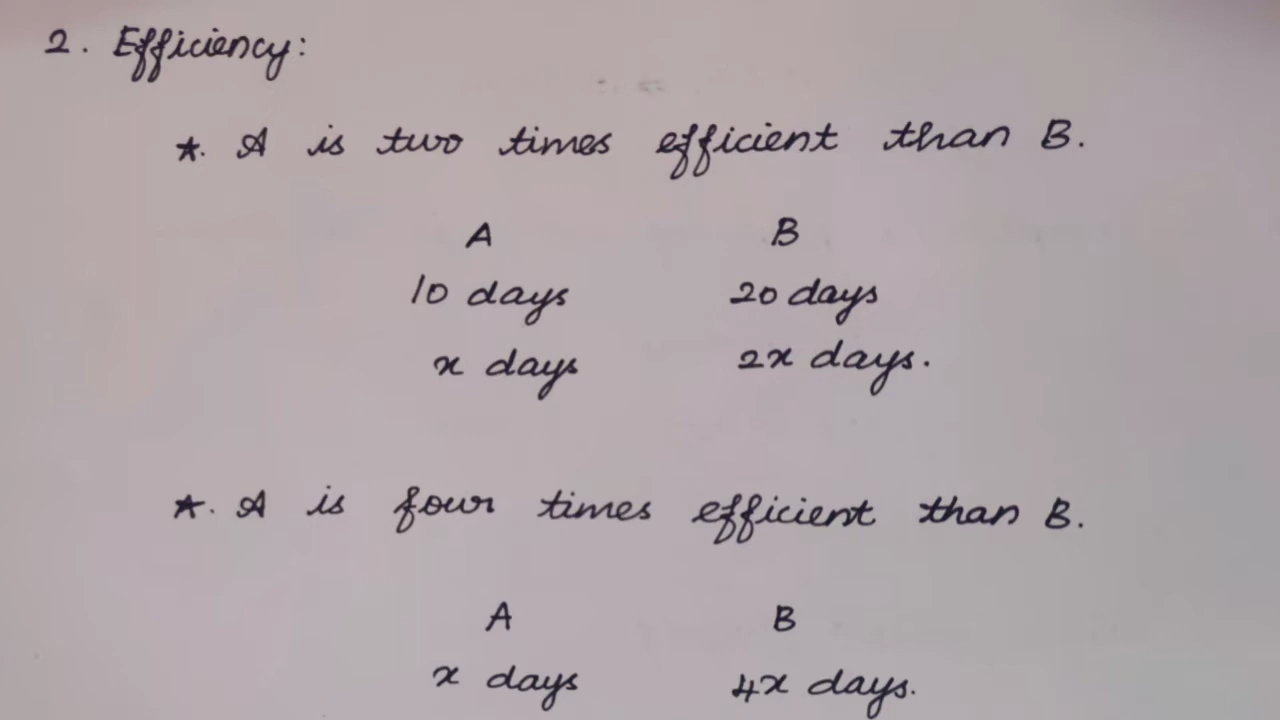 2. Efficiency:
*. A is two times efficient than B.
A B
10 days 20 days
x days 2x days.
*. A is four times efficient than B.
A B
x days 4x days.